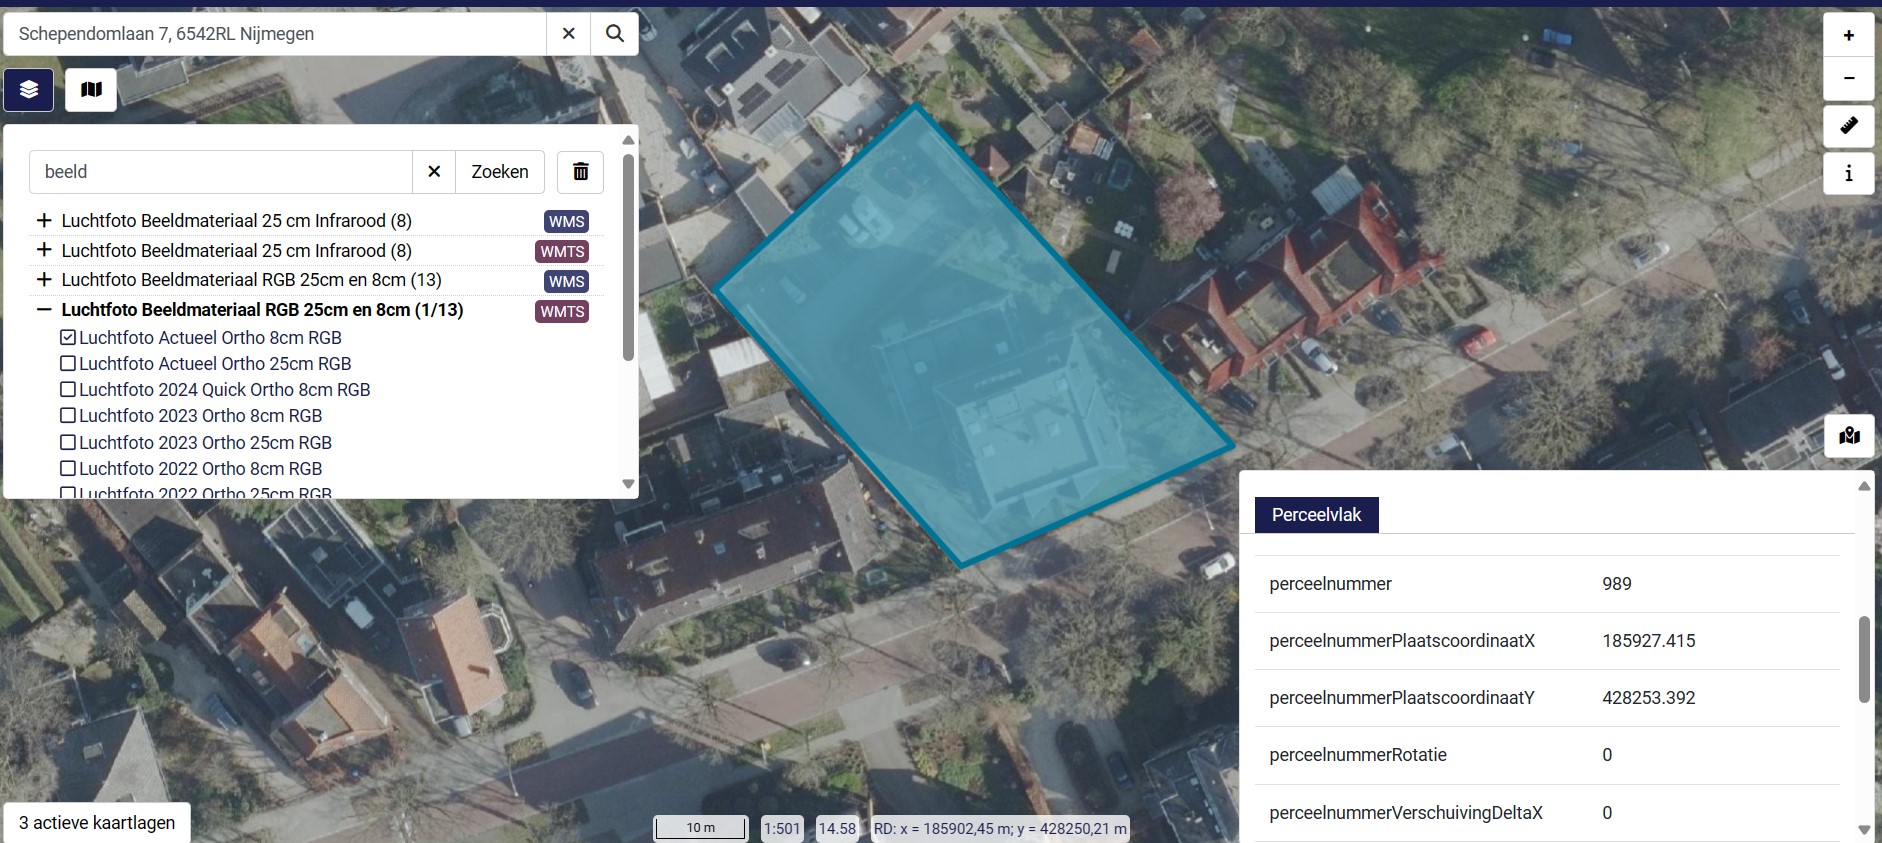 Schependomlaan 7, 6542RL Nijmegen
beeld
Zoeken
Luchtfoto Beeldmateriaal 25 cm Infrarood (8) WMS
Luchtfoto Beeldmateriaal 25 cm Infrarood (8) WMTS
Luchtfoto Beeldmateriaal RGB 25cm en 8cm (13) WMS
Luchtfoto Beeldmateriaal RGB 25cm en 8cm (1/13) WMTS
Luchtfoto Actueel Ortho 8cm RGB
Luchtfoto Actueel Ortho 25cm RGB
Luchtfoto 2024 Quick Ortho 8cm RGB
Luchtfoto 2023 Ortho 8cm RGB
Luchtfoto 2023 Ortho 25cm RGB
Luchtfoto 2022 Ortho 8cm RGB
Luchtfoto 2022 Ortho 25cm RGB
Perceelvlak
perceelnummer 989
perceelnummerPlaatscoordinaatX 185927.415
perceelnummerPlaatscoordinaatY 428253.392
perceelnummerRotatie 0
perceelnummerVerschuivingDeltaX 0
3 actieve kaartlagen
10 m
1:501
14.58
RD: x = 185902,45 m; y = 428250,21 m